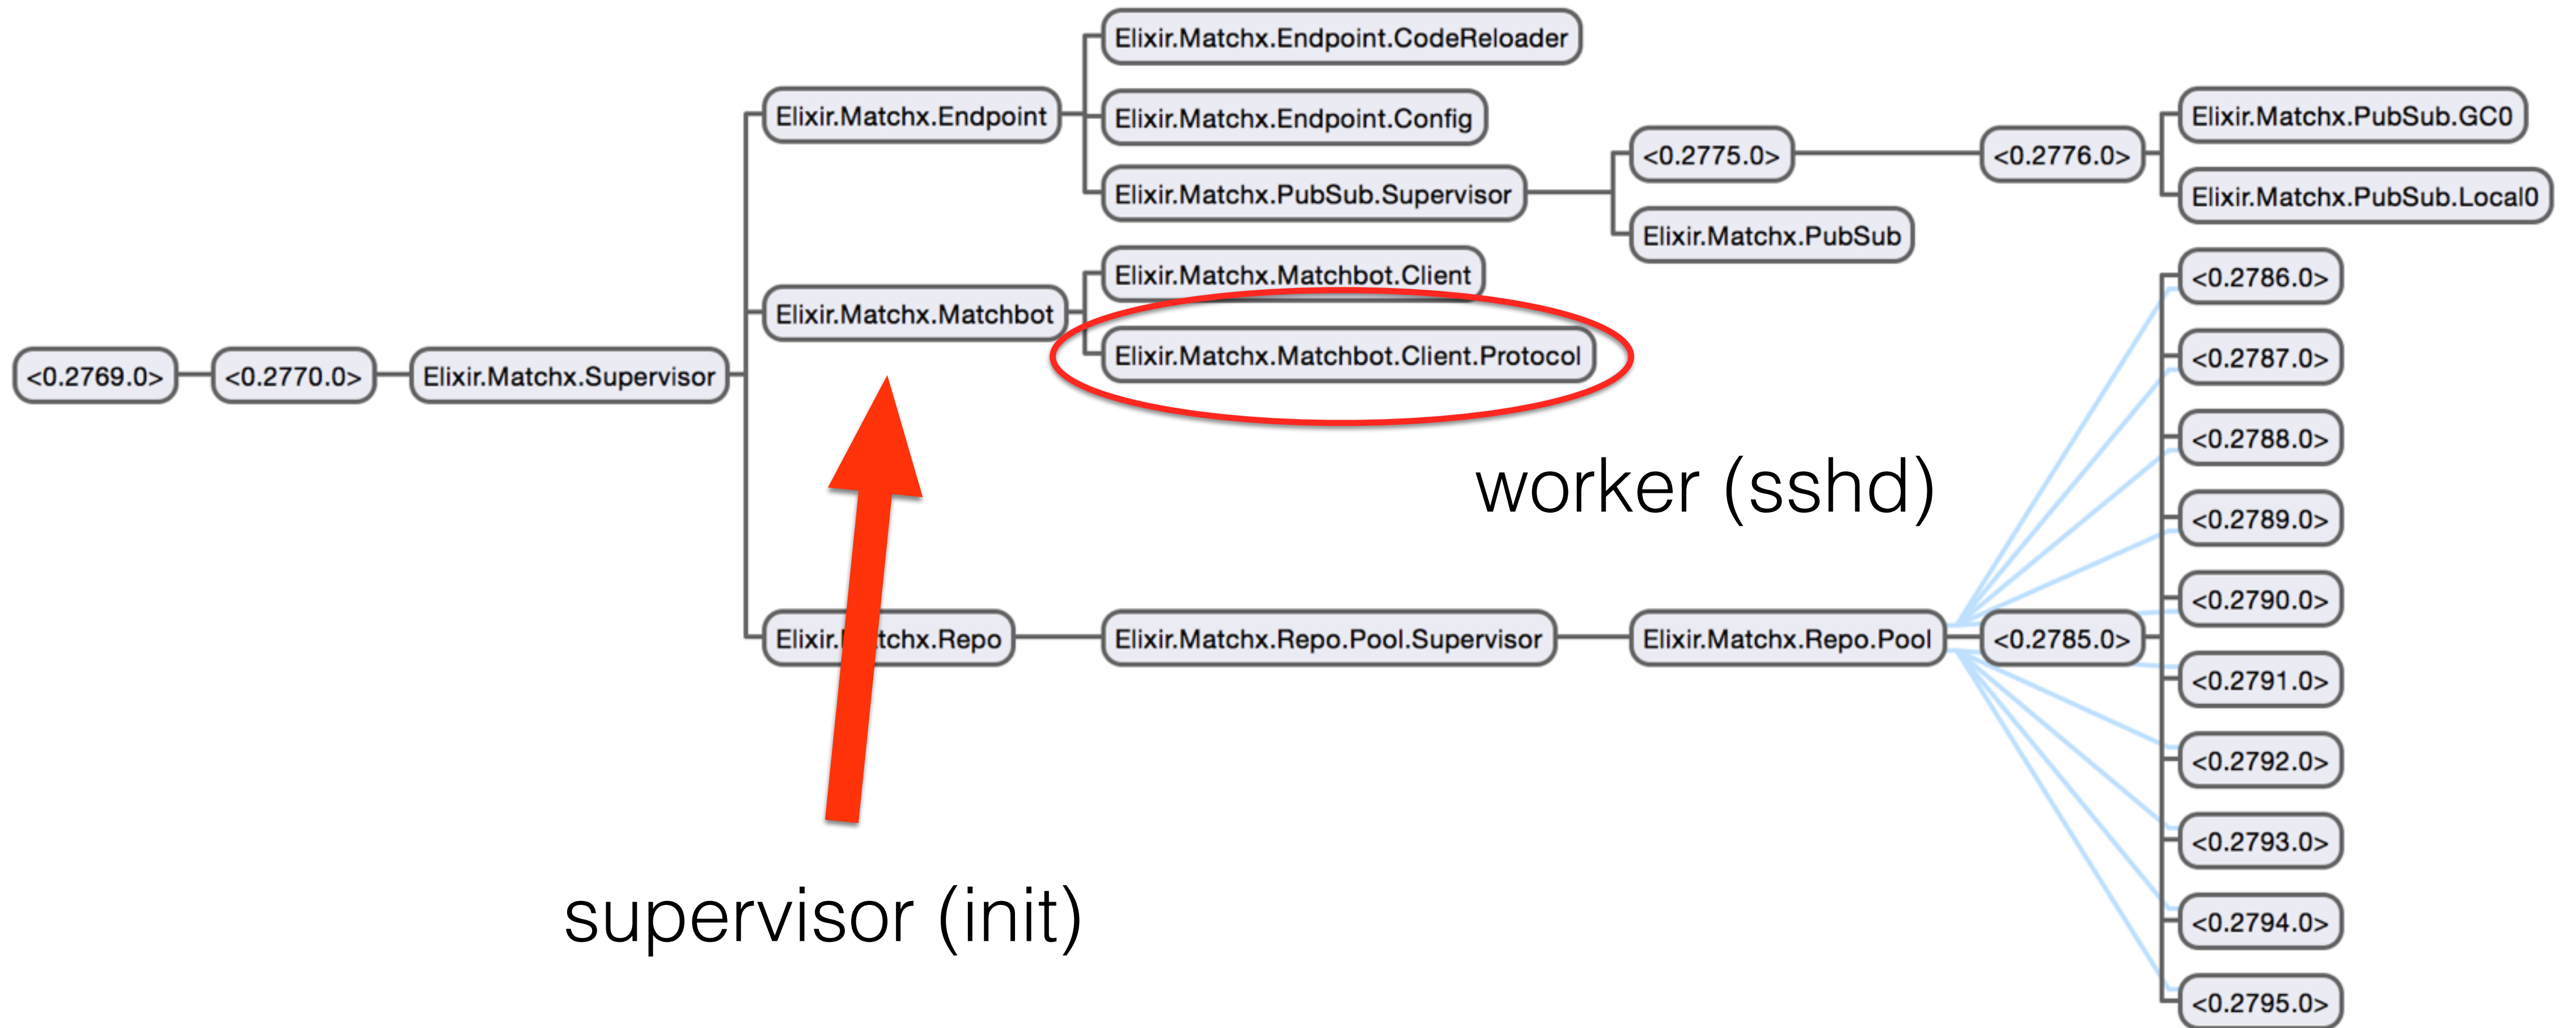 Elixir.Matchx.Endpoint.CodeReloader
Elixir.Matchx.Endpoint
Elixir.Matchx.Endpoint.Config
Elixir.Matchx.PubSub.Supervisor
<0.2775.0>
<0.2776.0>
Elixir.Matchx.PubSub.GC0
Elixir.Matchx.PubSub.Local0
Elixir.Matchx.PubSub
Elixir.Matchx.Matchbot.Client
Elixir.Matchx.Matchbot
Elixir.Matchx.Matchbot.Client.Protocol
<0.2769.0>
<0.2770.0>
Elixir.Matchx.Supervisor
worker (sshd)
Elixir.Matchx.Repo
Elixir.Matchx.Repo.Pool.Supervisor
Elixir.Matchx.Repo.Pool
<0.2785.0>
<0.2786.0>
<0.2787.0>
<0.2788.0>
<0.2789.0>
<0.2790.0>
<0.2791.0>
<0.2792.0>
<0.2793.0>
<0.2794.0>
<0.2795.0>
supervisor (init)